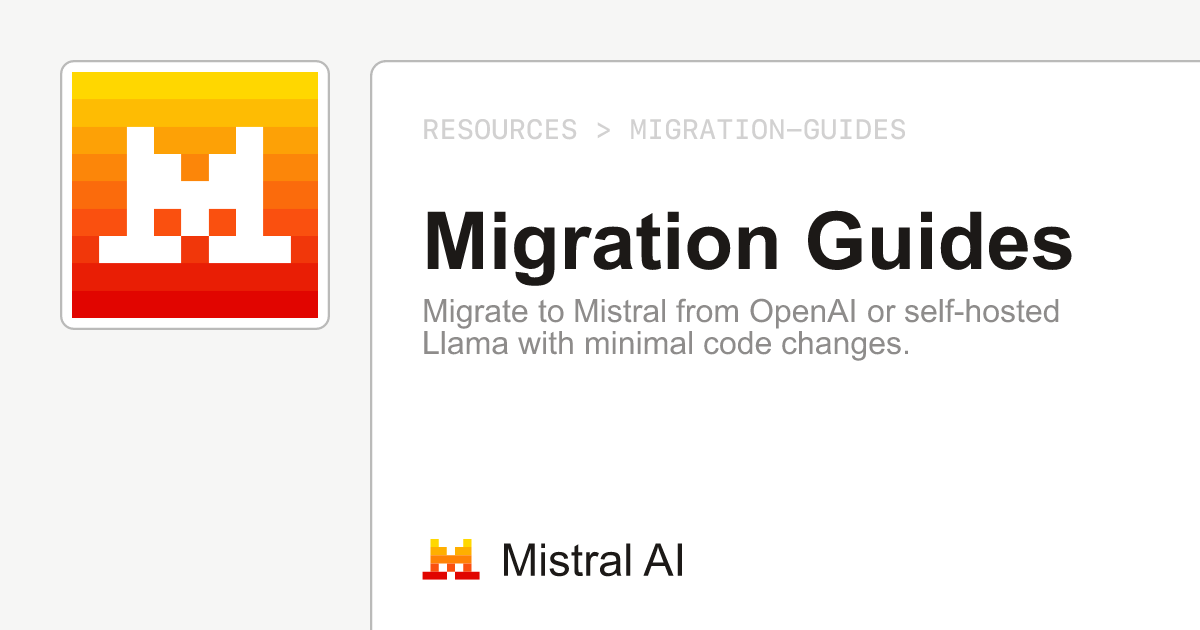 RESOURCES > MIGRATION–GUIDES
Migration Guides
Migrate to Mistral from OpenAI or self-hosted
Llama with minimal code changes.
Mistral AI